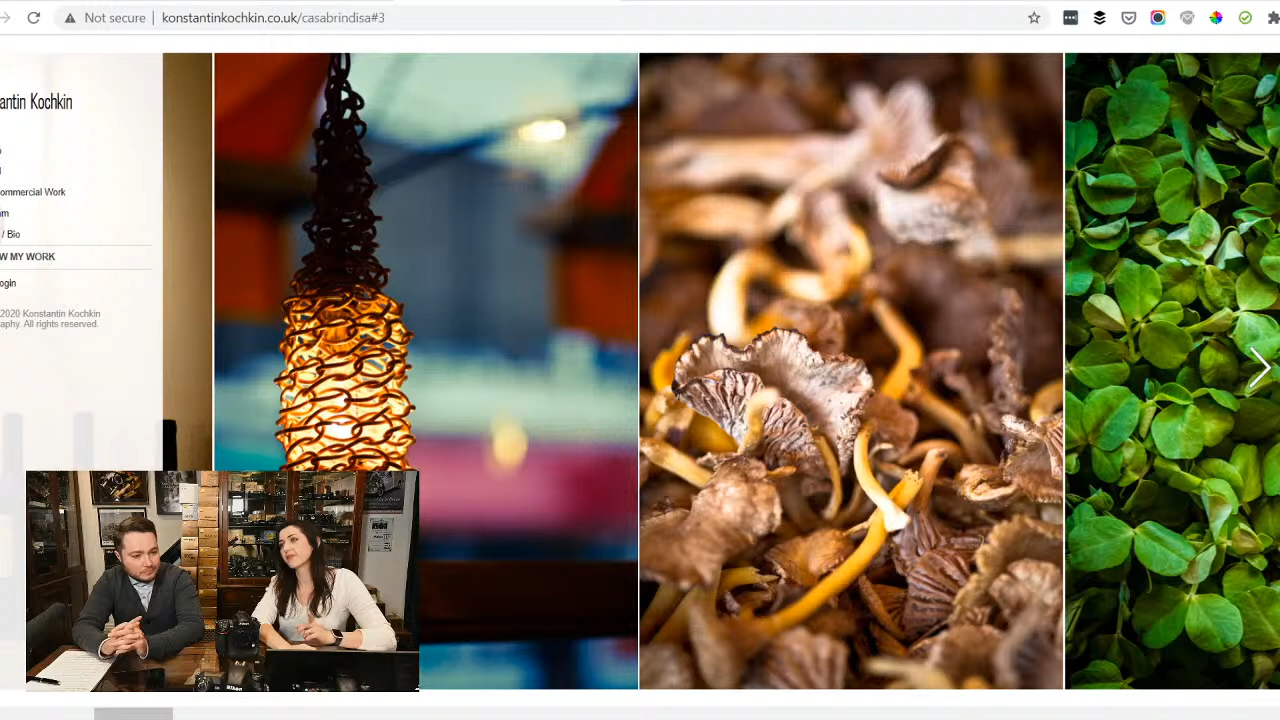 Not secure konstantinkochkin.co.uk/casabrindisa#3
antin Kochkin
ommercial Work
/ Bio
W MY WORK
ogin
2020 Konstantin Kochkin
aphy. All rights reserved.
Nikon